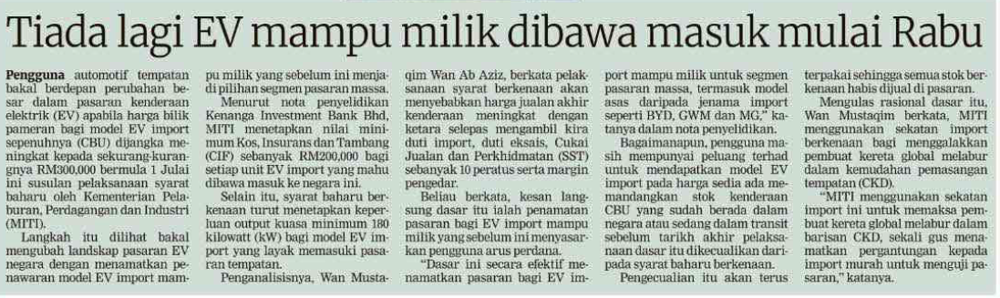 Tiada lagi EV mampu milik dibawa masuk mulai Rabu
Pengguna automotif tempatan
bakal berdepan perubahan be-
sar dalam pasaran kenderaan
elektrik (EV) apabila harga bilik
pameran bagi model EV import
sepenuhnya (CBU) dijangka me-
ningkat kepada sekurang-kuran-
gnya RM300,000 bermula 1 Julai
ini susulan pelaksanaan syarat
baharu oleh Kementerian Pela-
buran, Perdagangan dan Industri
(MITI).
Langkah itu dilihat bakal
mengubah landskap pasaran EV
negara dengan menamatkan pe-
nawaran model EV import mam-
pu milik yang sebelum ini menja-
di pilihan segmen pasaran massa.
Menurut nota penyelidikan
Kenanga Investment Bank Bhd,
MITI menetapkan nilai mini-
mum Kos, Insurans dan Tambang
(CIF) sebanyak RM200,000 bagi
setiap unit EV import yang mahu
dibawa masuk ke negara ini.
Selain itu, syarat baharu ber-
kenaan turut menetapkan keper-
luan output kuasa minimum 180
kilowatt (kW) bagi model EV im-
port yang layak memasuki pasa-
ran tempatan.
Penganalisisnya, Wan Musta-
qim Wan Ab Aziz, berkata pelak-
sanaan syarat berkenaan akan
menyebabkan harga jualan akhir
kenderaan meningkat dengan
ketara selepas mengambil kira
duti import, duti eksais, Cukai
Jualan dan Perkhidmatan (SST)
sebanyak 10 peratus serta margin
pengedar.
Beliau berkata, kesan lang-
sung dasar itu ialah penamatan
pasaran bagi EV import mampu
milik yang sebelum ini menyasar-
kan pengguna arus perdana.
“Dasar ini secara efektif me-
namatkan pasaran bagi EV im-
port mampu milik untuk segmen
pasaran massa, termasuk model
asas daripada jenama import
seperti BYD, GWM dan MG,” ka-
tanya dalam nota penyelidikan.
Bagaimanapun, pengguna ma-
sih mempunyai peluang terhad
untuk mendapatkan model EV
import pada harga sedia ada me-
mandangkan stok kenderaan
CBU yang sudah berada dalam
negara atau sedang dalam transit
sebelum tarikh akhir pelaksa-
naan dasar itu dikecualikan dari-
pada syarat baharu berkenaan.
Pengecualian itu akan terus
terpakai sehingga semua stok ber-
kenaan habis dijual di pasaran.
Mengulas rasional dasar itu,
Wan Mustaqim berkata, MITI
menggunakan sekatan import
berkenaan bagi menggalakkan
pembuat kereta global melabur
dalam kemudahan pemasangan
tempatan (CKD).
“MITI menggunakan sekatan
import ini untuk memaksa pem-
buat kereta global melabur dalam
barisan CKD, sekali gus mena-
matkan pergantungan kepada
import murah untuk menguji pa-
saran,” katanya.